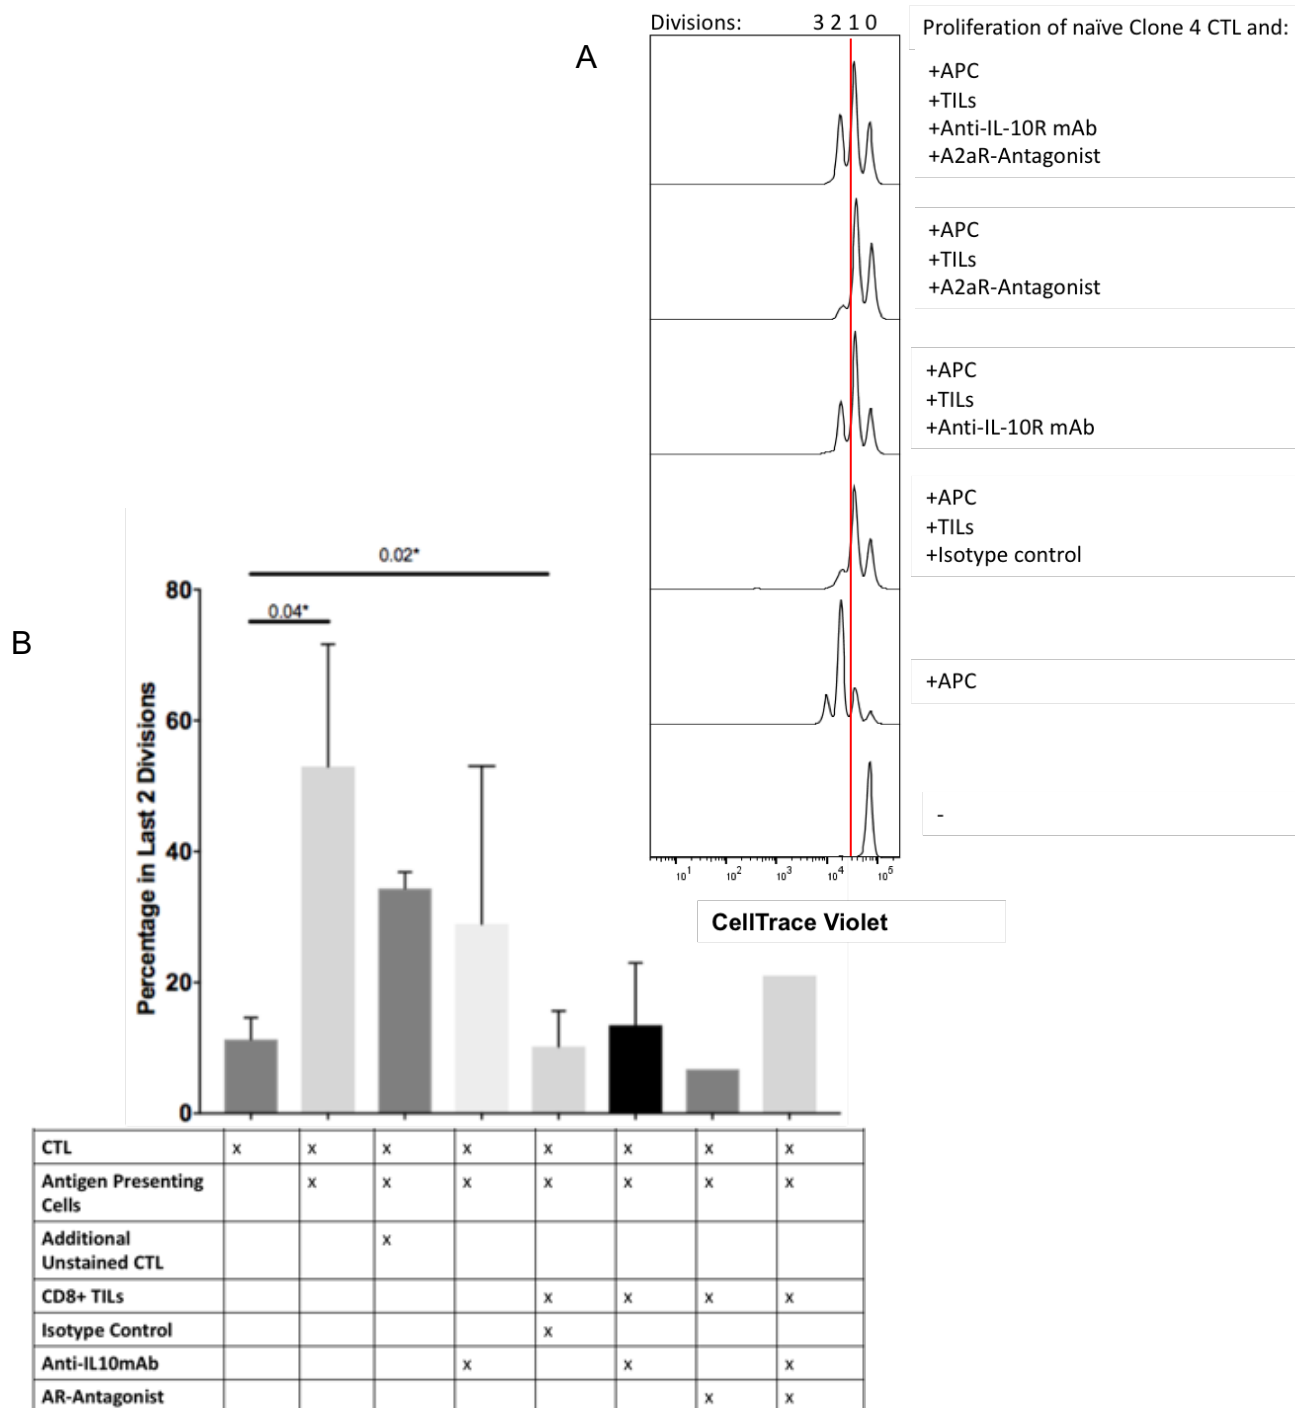 Divisions: 3 2 1 0
Proliferation of naïve Clone 4 CTL and:
A
+APC
+TILs
+Anti-IL-10R mAb
+A2aR-Antagonist
+APC
+TILs
+A2aR-Antagonist
+APC
+TILs
+Anti-IL-10R mAb
+APC
+TILs
+Isotype control
+APC
-
10¹ 10² 10³ 10⁴ 10⁵
CellTrace Violet
B
0.02*
0.04*
Percentage in Last 2 Divisions
80
60
40
20
0
CTL x x x x x x x x
Antigen Presenting x x x x x x x
Cells
Additional x
Unstained CTL
CD8+ TILs x x x x
Isotype Control x
Anti-IL10mAb x x x
AR-Antagonist x x